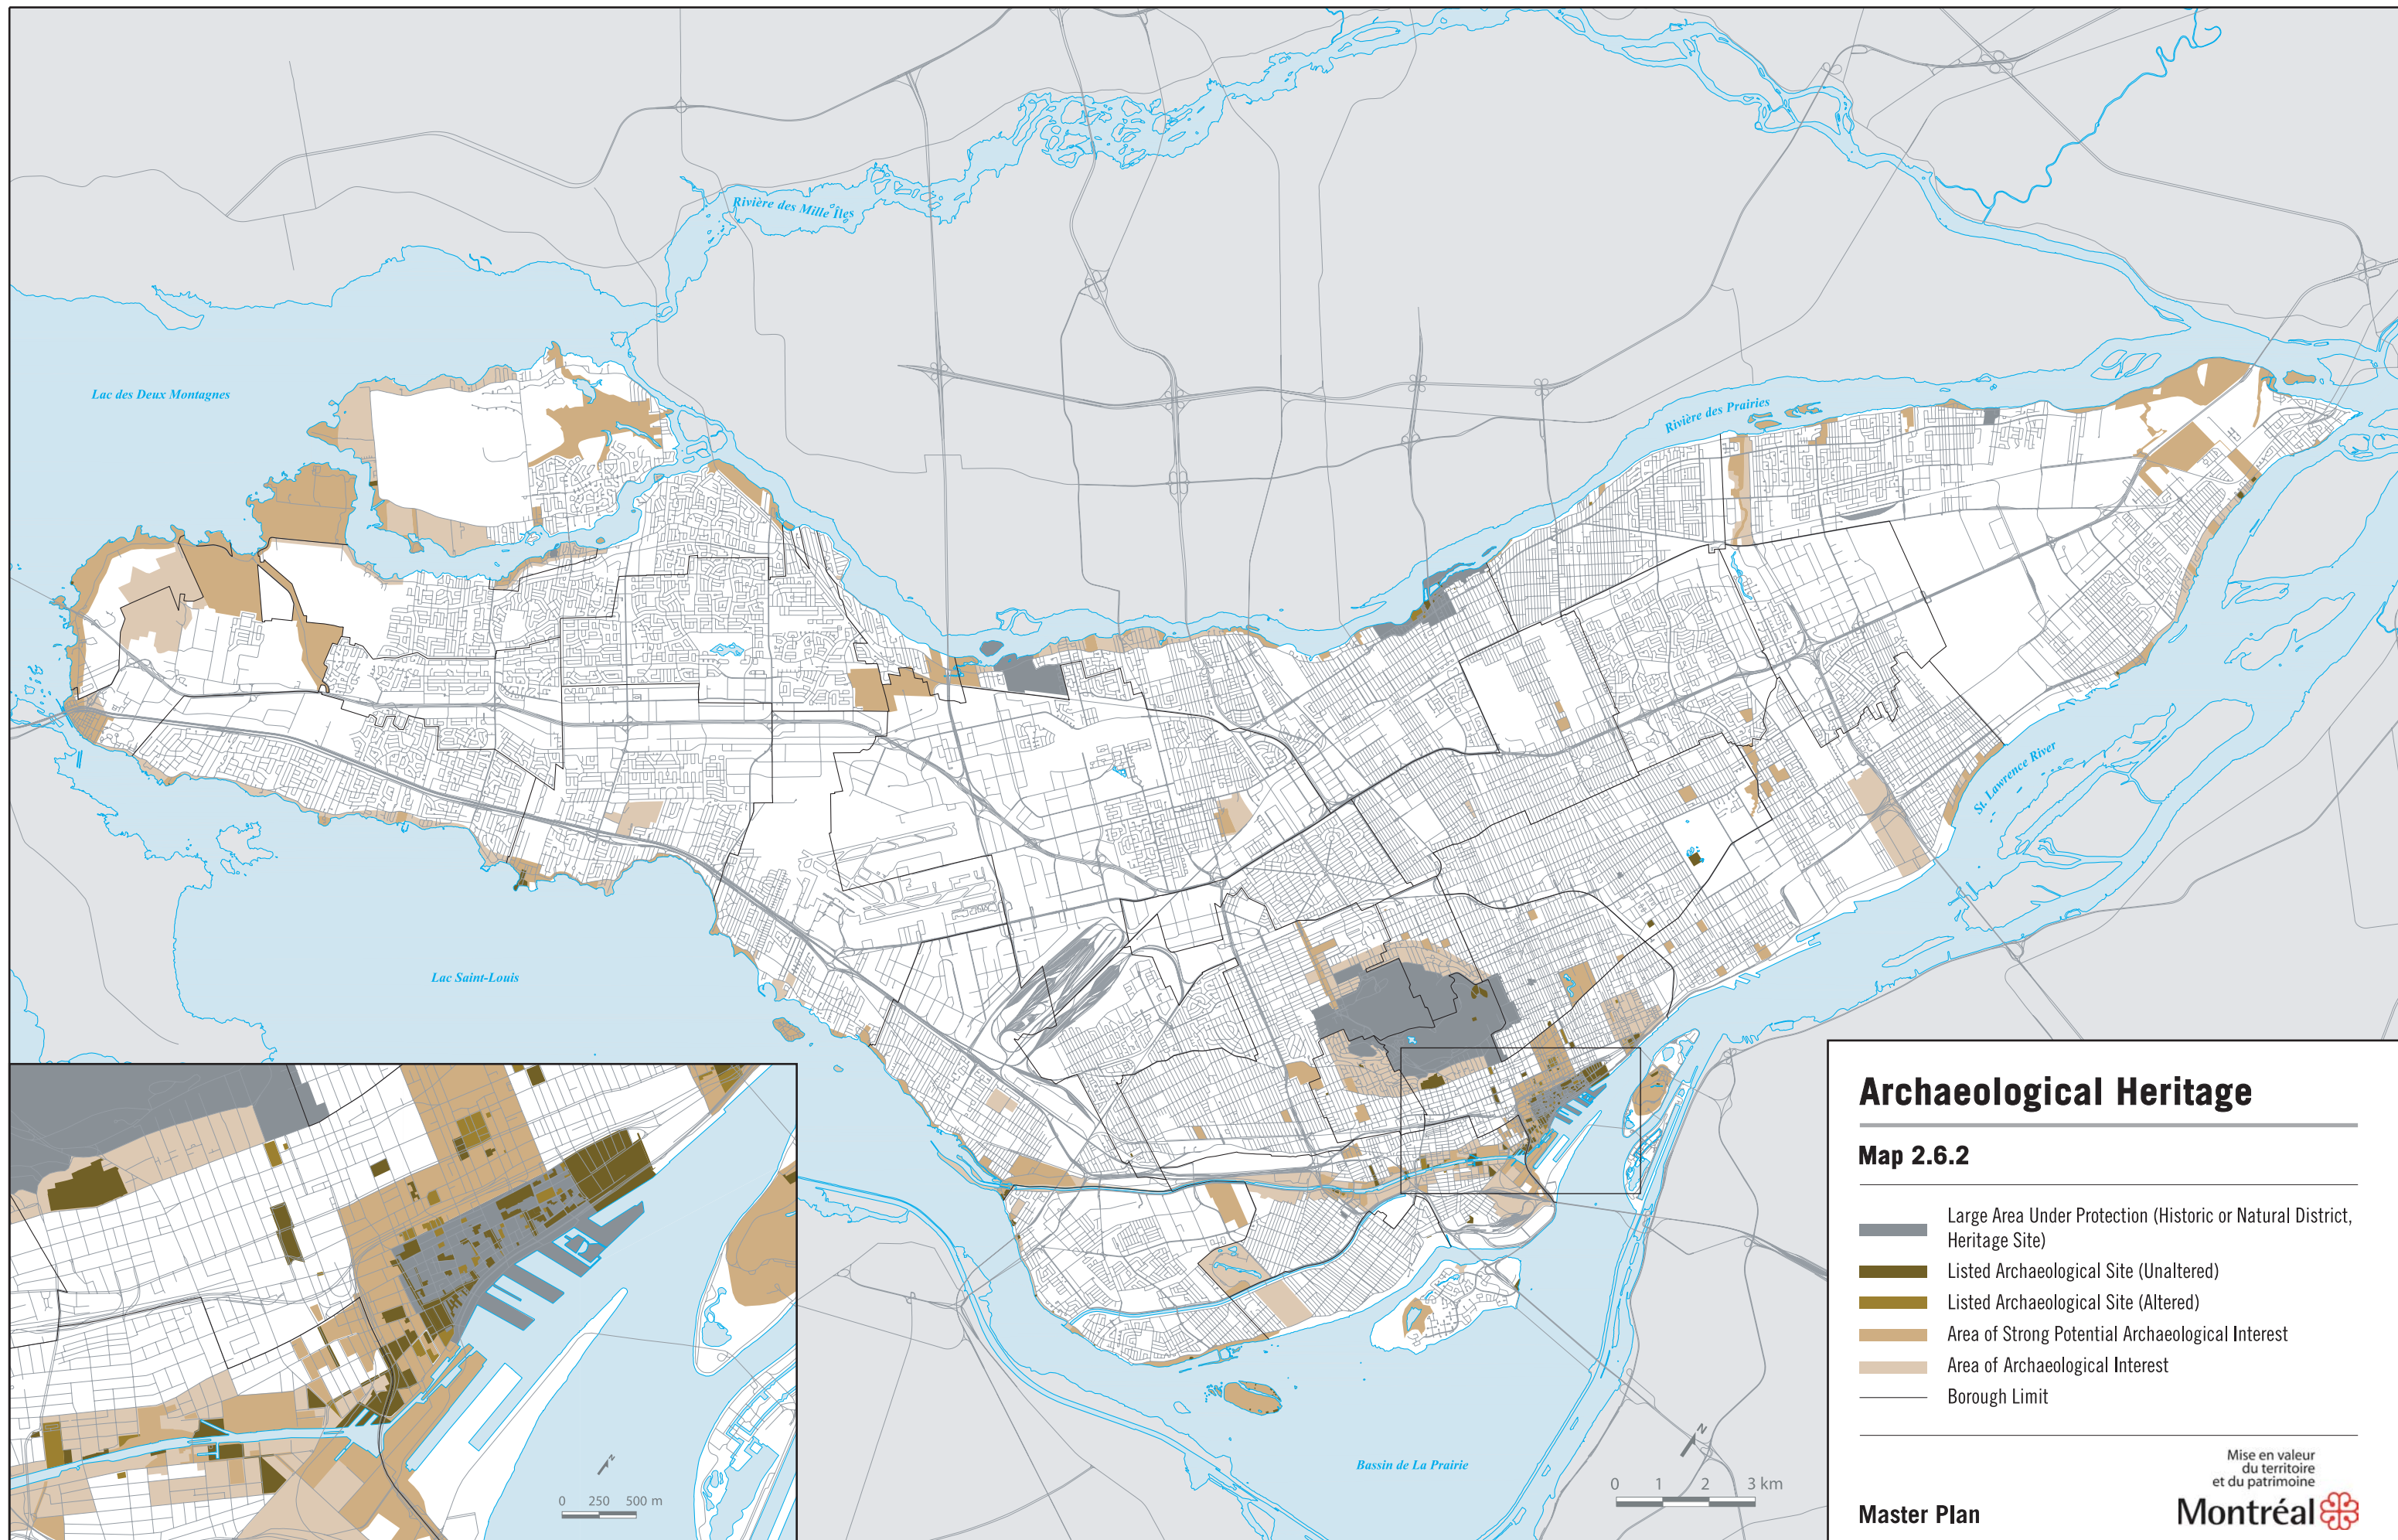 Rivière des Mille Îles
Lac des Deux Montagnes
Rivière des Prairies
St. Lawrence River
Lac Saint-Louis
Bassin de La Prairie
N
0 250 500 m
N
0 1 2 3 km
Archaeological Heritage
Map 2.6.2
Large Area Under Protection (Historic or Natural District,
Heritage Site)
Listed Archaeological Site (Unaltered)
Listed Archaeological Site (Altered)
Area of Strong Potential Archaeological Interest
Area of Archaeological Interest
Borough Limit
Mise en valeur
du territoire
et du patrimoine
Master Plan
Montréal